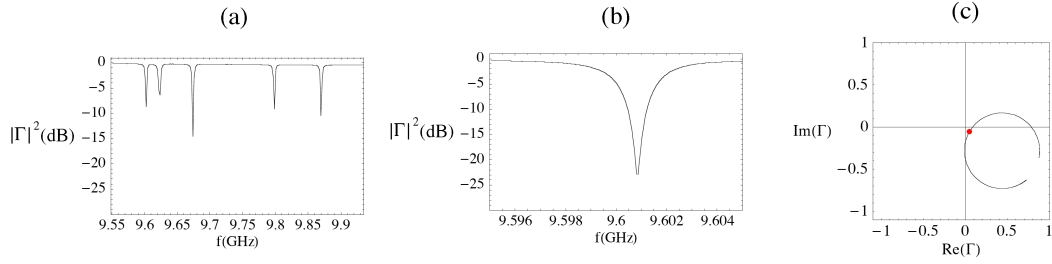 (a)
0
−5
−10
−15
−20
−25
|Γ|²(dB)
9.55 9.6 9.65 9.7 9.75 9.8 9.85 9.9
f(GHz)
(b)
0
−5
−10
−15
−20
−25
|Γ|²(dB)
9.596 9.598 9.6 9.602 9.604
f(GHz)
(c)
1
0.5
0
−0.5
−1
Im(Γ)
−1 −0.5 0 0.5 1
Re(Γ)